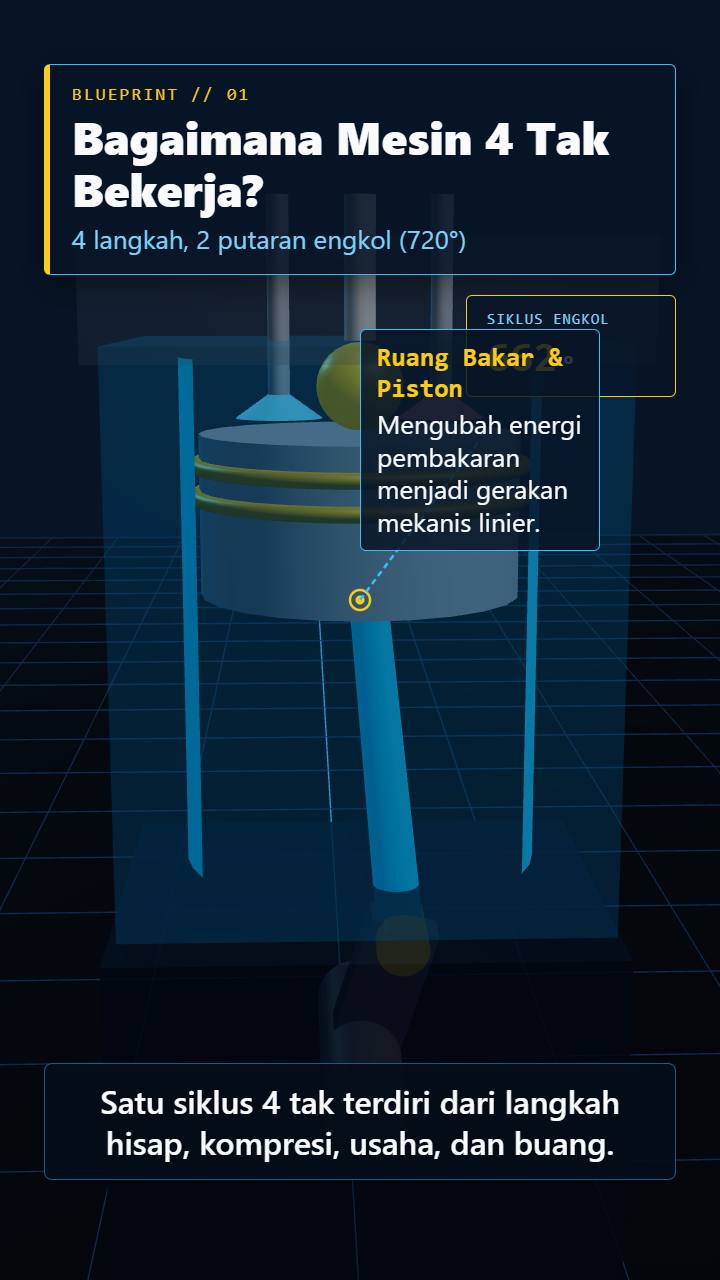 BLUEPRINT // 01
Bagaimana Mesin 4 Tak
Bekerja?
4 langkah, 2 putaran engkol (720°)
SIKLUS ENGKOL
Ruang Bakar &
Piston
Mengubah energi
pembakaran
menjadi gerakan
mekanis linier.
Satu siklus 4 tak terdiri dari langkah
hisap, kompresi, usaha, dan buang.